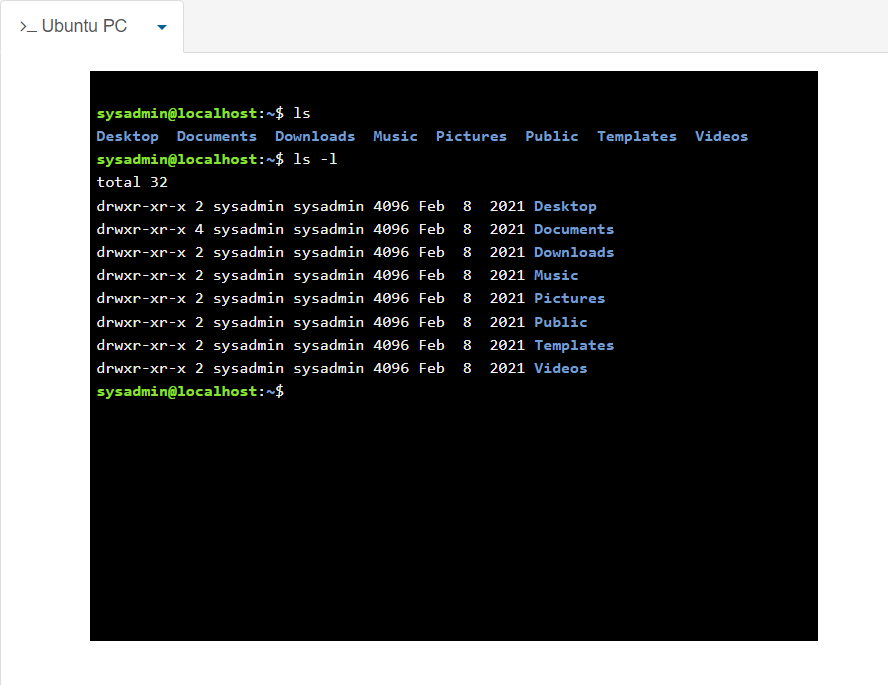 >_ Ubuntu PC
sysadmin@localhost:~$ ls
Desktop  Documents  Downloads  Music  Pictures  Public  Templates  Videos
sysadmin@localhost:~$ ls -l
total 32
drwxr-xr-x 2 sysadmin sysadmin 4096 Feb  8  2021 Desktop
drwxr-xr-x 4 sysadmin sysadmin 4096 Feb  8  2021 Documents
drwxr-xr-x 2 sysadmin sysadmin 4096 Feb  8  2021 Downloads
drwxr-xr-x 2 sysadmin sysadmin 4096 Feb  8  2021 Music
drwxr-xr-x 2 sysadmin sysadmin 4096 Feb  8  2021 Pictures
drwxr-xr-x 2 sysadmin sysadmin 4096 Feb  8  2021 Public
drwxr-xr-x 2 sysadmin sysadmin 4096 Feb  8  2021 Templates
drwxr-xr-x 2 sysadmin sysadmin 4096 Feb  8  2021 Videos
sysadmin@localhost:~$